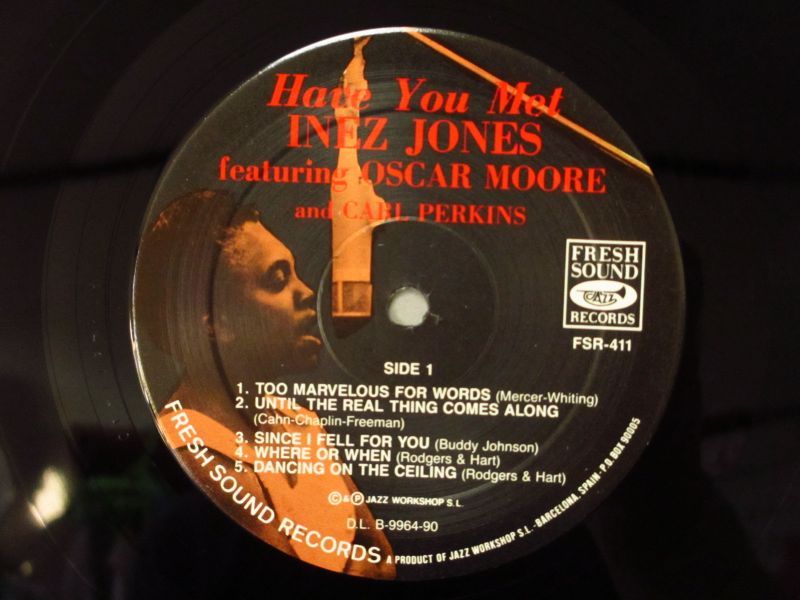 Have You Met
INEZ JONES
featuring OSCAR MOORE
and CARL PERKINS
FRESH
SOUND
JAZZ
RECORDS
FSR-411
SIDE 1
1. TOO MARVELOUS FOR WORDS (Mercer-Whiting)
2. UNTIL THE REAL THING COMES ALONG
(Cahn-Chaplin-Freeman)
3. SINCE I FELL FOR YOU (Buddy Johnson)
4. WHERE OR WHEN (Rodgers & Hart)
5. DANCING ON THE CEILING (Rodgers & Hart)
© & Ⓟ JAZZ WORKSHOP S.L.
D.L. B-9964-90
FRESH SOUND RECORDS A PRODUCT OF JAZZ WORKSHOP S.L. -BARCELONA, SPAIN- P.O. BOX 90005